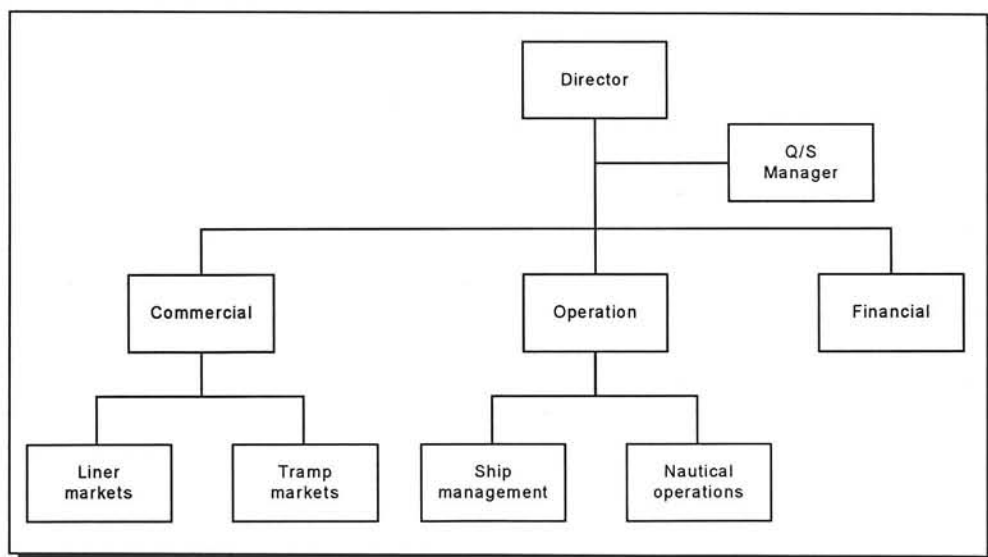 Director
Q/S
Manager
Commercial
Operation
Financial
Liner
markets
Tramp
markets
Ship
management
Nautical
operations